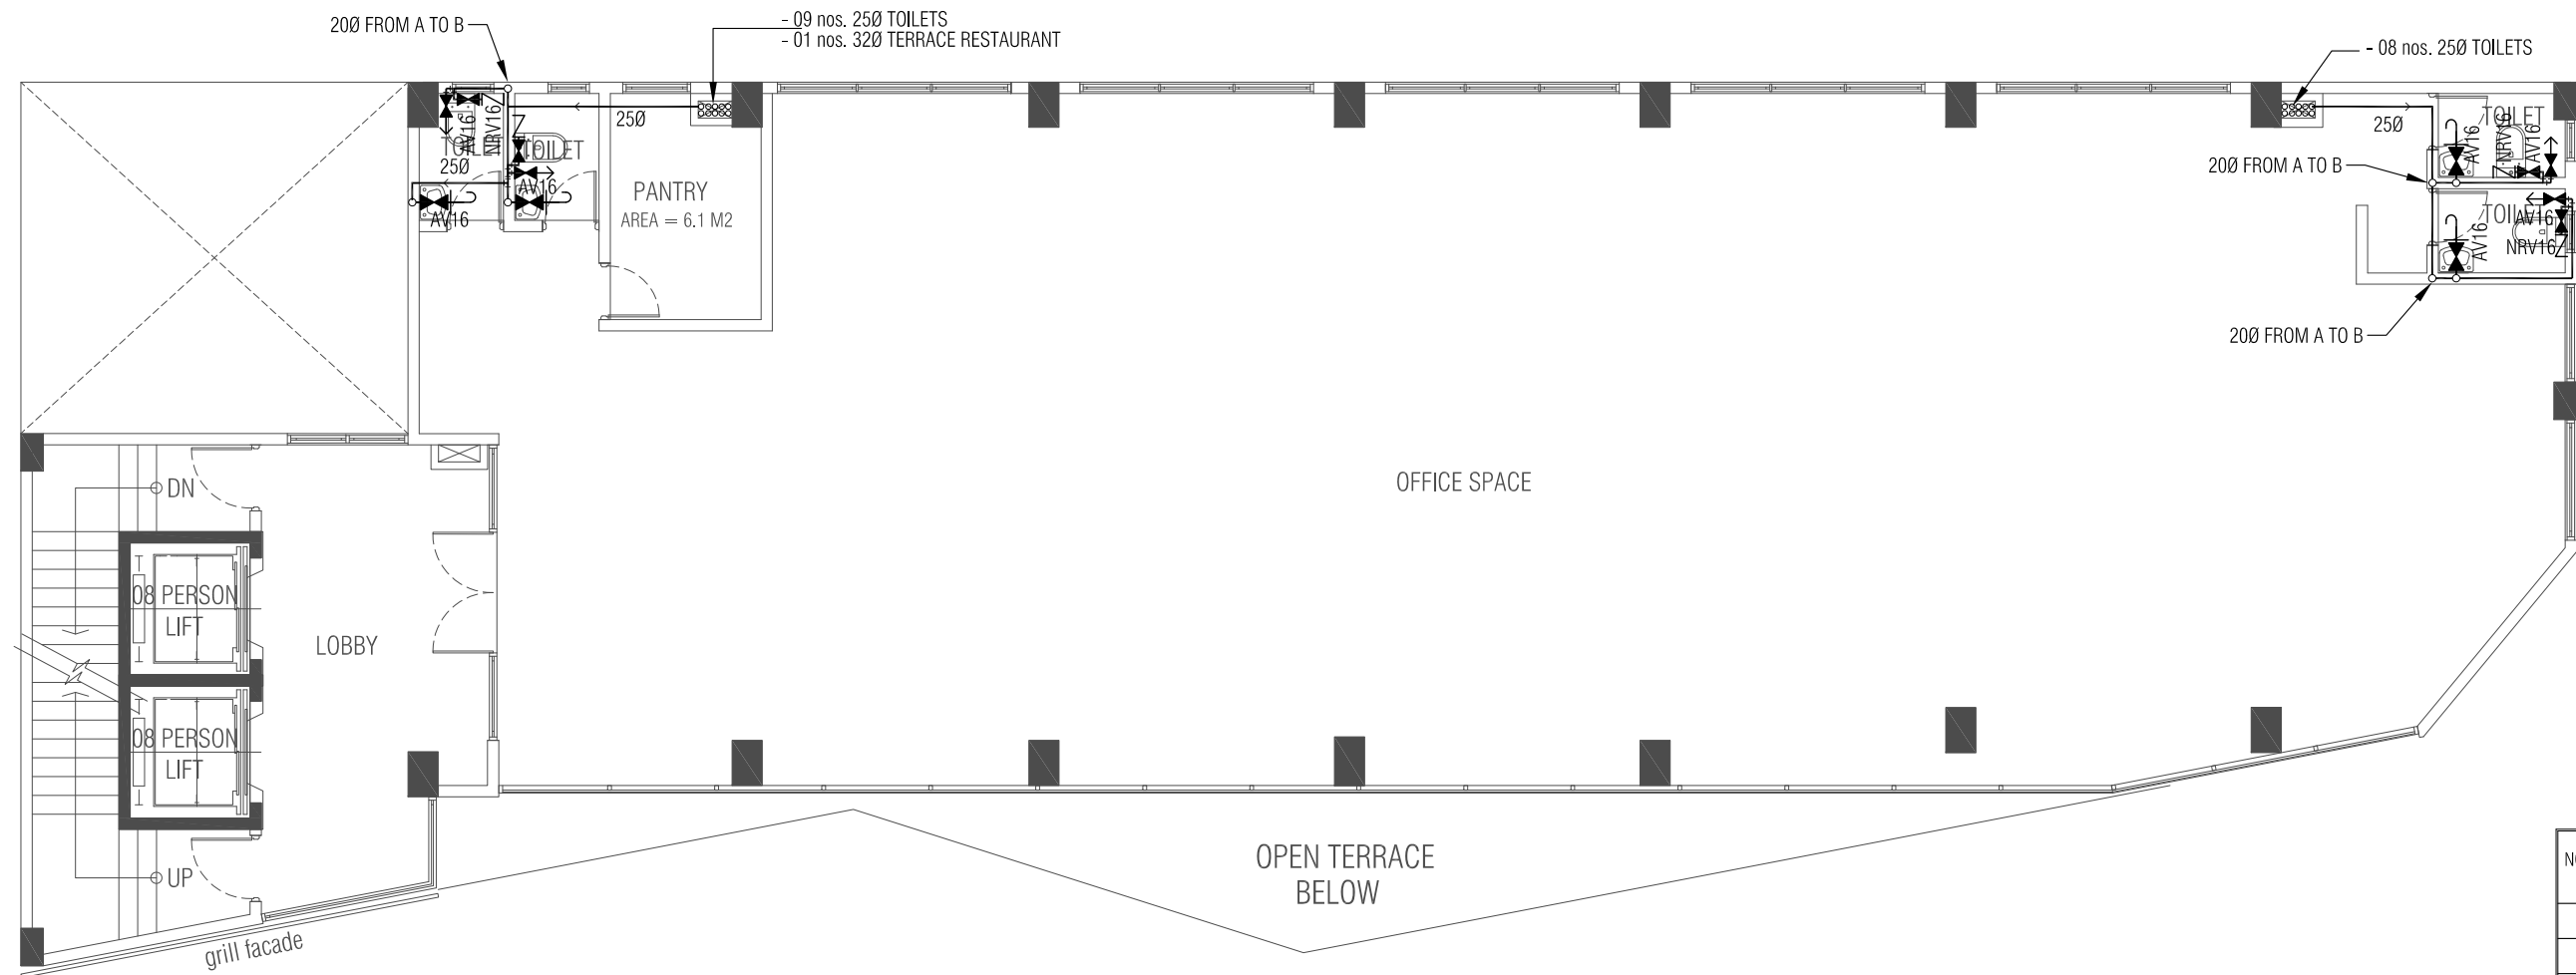 20Ø FROM A TO B
- 09 nos. 25Ø TOILETS
- 01 nos. 32Ø TERRACE RESTAURANT
- 08 nos. 25Ø TOILETS
AV16
NRV16
TOILET
25Ø
TOILET
AV16
AV16
25Ø
PANTRY
AREA = 6.1 M2
25Ø
TOILET
AV16
NRV16
AV16
20Ø FROM A TO B
TOILET
AV16
AV16
NRV16
20Ø FROM A TO B
OFFICE SPACE
DN
08 PERSON
LIFT
LOBBY
08 PERSON
LIFT
UP
OPEN TERRACE
BELOW
grill facade